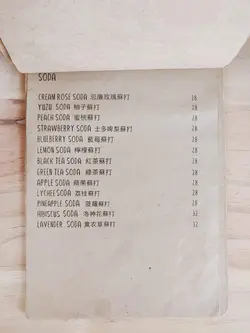 SODA
CREAM ROSE SODA 忌廉玫瑰蘇打 28
YUZU SODA 柚子蘇打 28
PEACH SODA 蜜桃蘇打 28
STRAWBERRY SODA 士多啤梨蘇打 28
BLUEBERRY SODA 藍莓蘇打 28
LEMON SODA 檸檬蘇打 28
BLACK TEA SODA 紅茶蘇打 28
GREEN TEA SODA 綠茶蘇打 28
APPLE SODA 蘋果蘇打 28
LYCHEE SODA 荔枝蘇打 28
PINEAPPLE SODA 菠蘿蘇打 28
HIBISCUS SODA 洛神花蘇打 32
LAVENDER SODA 薰衣草蘇打 32